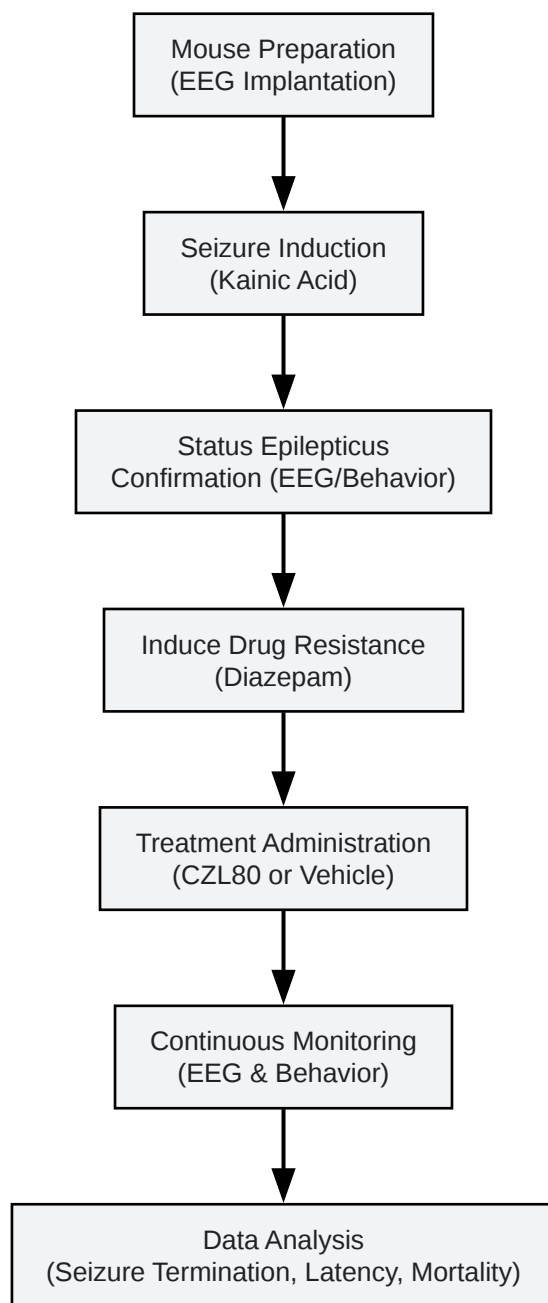 Mouse Preparation
(EEG Implantation)
Seizure Induction
(Kainic Acid)
Status Epilepticus
Confirmation (EEG/Behavior)
Induce Drug Resistance
(Diazepam)
Treatment Administration
(CZL80 or Vehicle)
Continuous Monitoring
(EEG & Behavior)
Data Analysis
(Seizure Termination, Latency, Mortality)